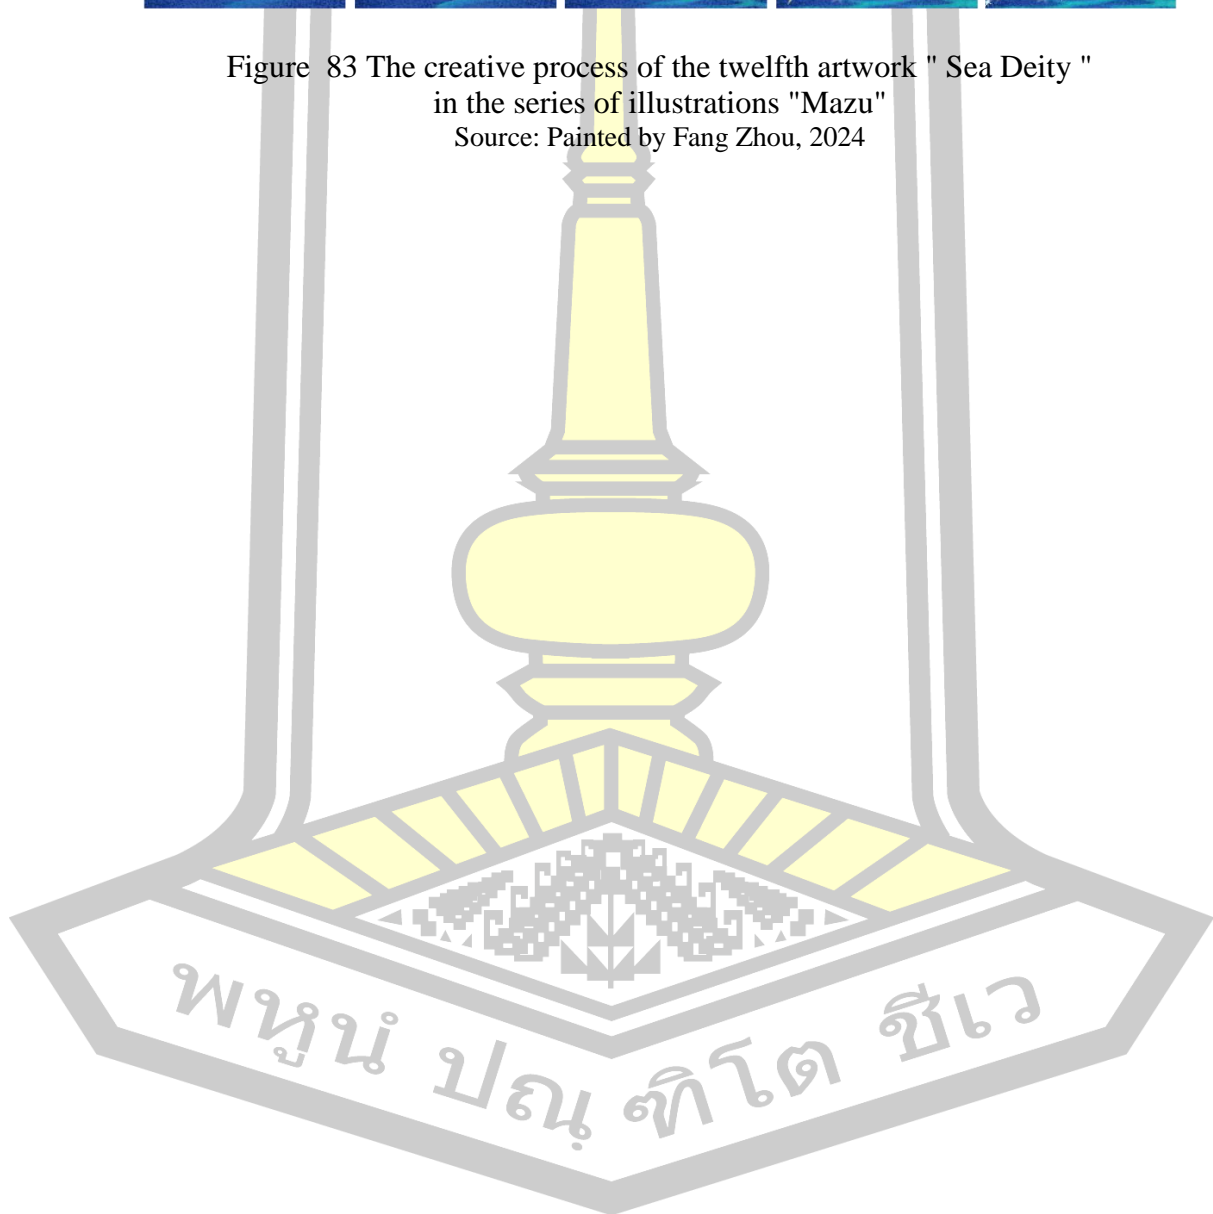 Figure  83 The creative process of the twelfth artwork " Sea Deity "
in the series of illustrations "Mazu"
Source: Painted by Fang Zhou, 2024
พหูนํ ปณฺฑิโต ชีเว